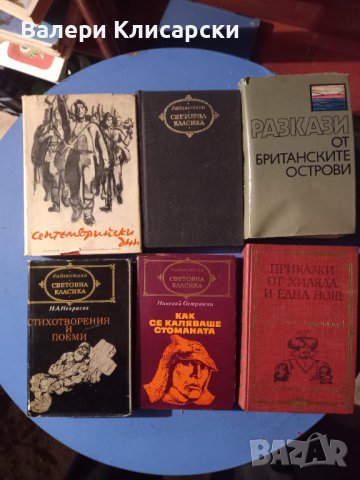 Валери Клисарски
Септемврийски
дни
библиотека
СВЕТОВНА
КЛАСИКА
РАЗКАЗИ
ОТ
БРИТАНСКИТЕ
ОСТРОВИ
библиотека
СВЕТОВНА
КЛАСИКА
Н.А.Некрасов
СТИХОТВОРЕНИЯ
И
ПОЕМИ
библиотека
СВЕТОВНА
КЛАСИКА
Николай Островски
КАК
СЕ КАЛЯВАШЕ
СТОМАНАТА
ПРИКАЗКИ
ОТ ХИЛЯДА
И ЕДНА НОЩ
BAZAR